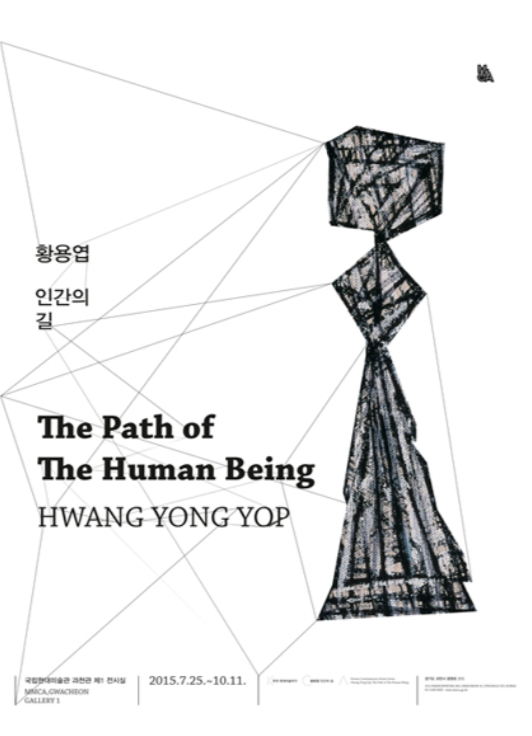 황용엽
인간의
길
The Path of
The Human Being
HWANG YONG YOP
국립현대미술관 과천관 제1 전시실
MMCA,GWACHEON
GALLERY 1
2015.7.25.~10.11.